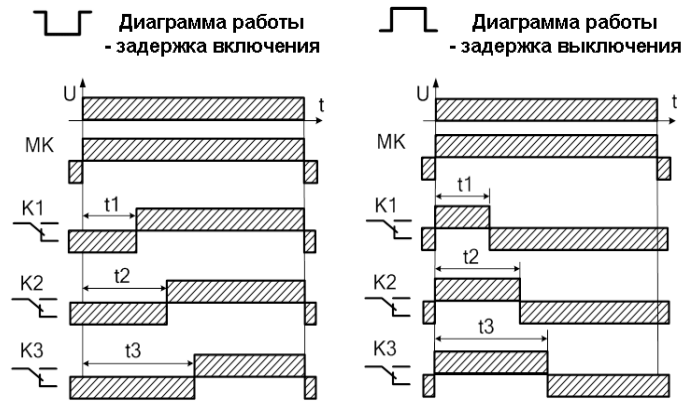 Диаграмма работы
- задержка включения
U
t
МК
K1
t1
K2
t2
K3
t3
Диаграмма работы
- задержка выключения
U
t
МК
K1
t1
K2
t2
K3
t3